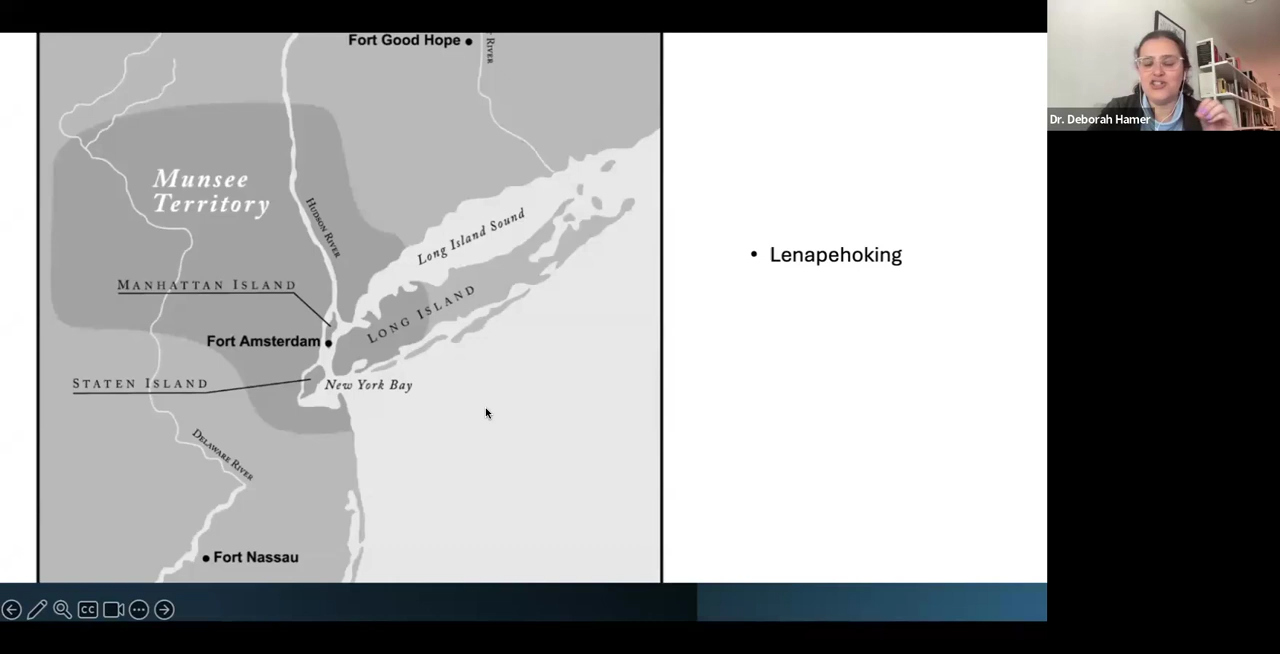 Fort Good Hope
River
Munsee
Territory
Hudson River
Long Island Sound
Manhattan Island
Long Island
Fort Amsterdam
Staten Island
New York Bay
Delaware River
Fort Nassau
• Lenapehoking
Dr. Deborah Hamer
CC